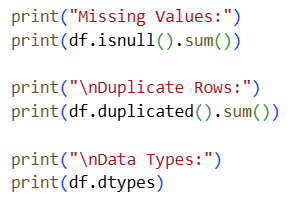 print("Missing Values:")
print(df.isnull().sum())

print("\nDuplicate Rows:")
print(df.duplicated().sum())

print("\nData Types:")
print(df.dtypes)